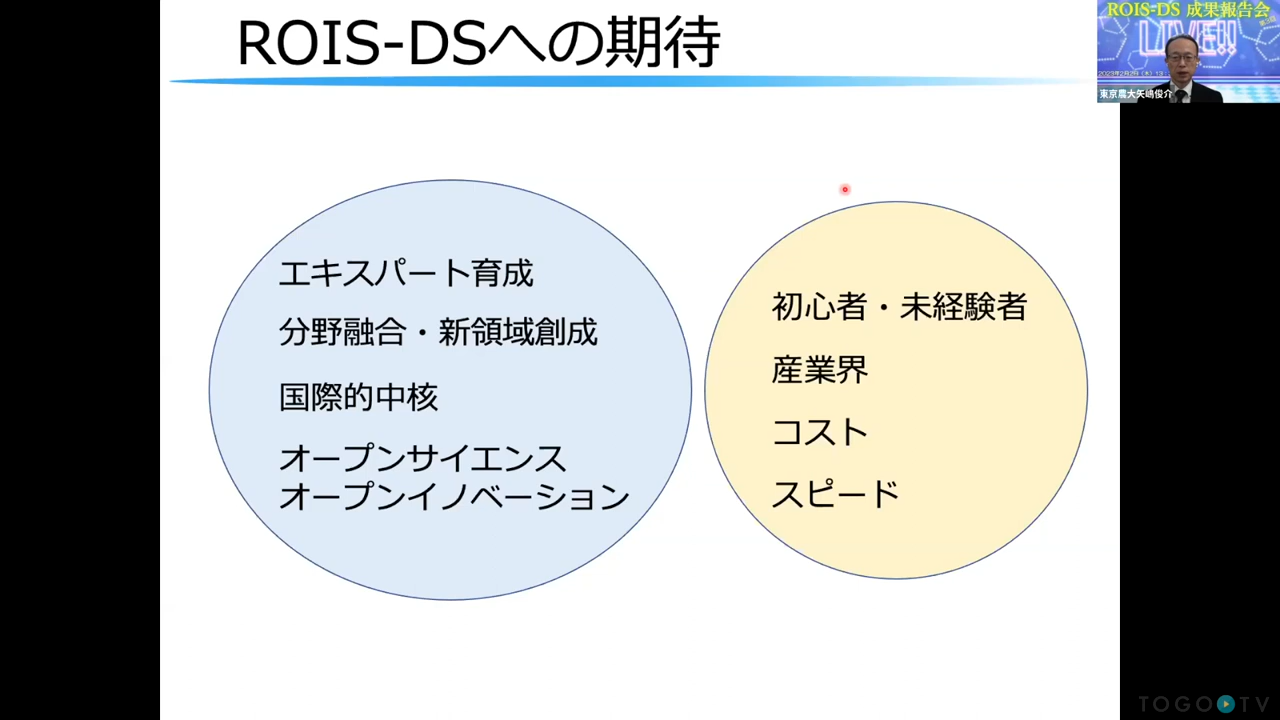 ROIS-DSへの期待
ROIS-DS 成果報告会
LIVE!!
東京農大矢嶋俊介
エキスパート育成
分野融合・新領域創成
国際的中核
オープンサイエンス
オープンイノベーション
初心者・未経験者
産業界
コスト
スピード
TOGOTV